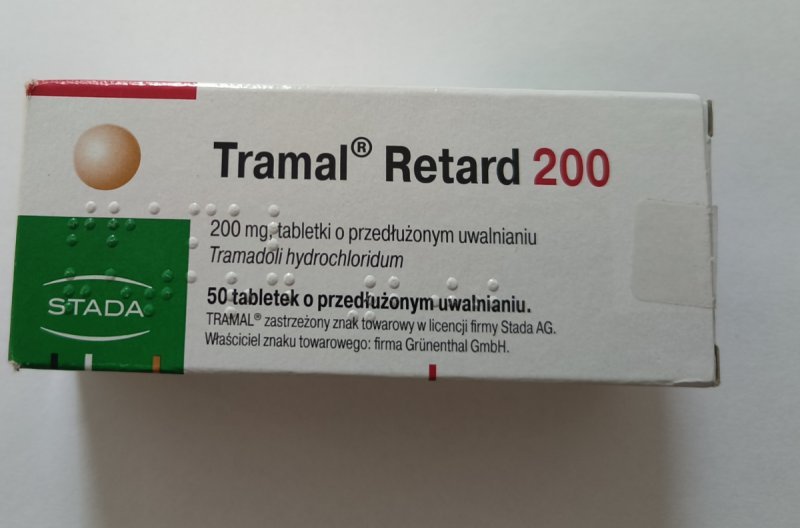 Tramal® Retard 200
200 mg, tabletki o przedłużonym uwalnianiu
Tramadoli hydrochloridum
STADA
50 tabletek o przedłużonym uwalnianiu.
TRAMAL® zastrzeżony znak towarowy w licencji firmy Stada AG.
Właściciel znaku towarowego: firma Grünenthal GmbH.